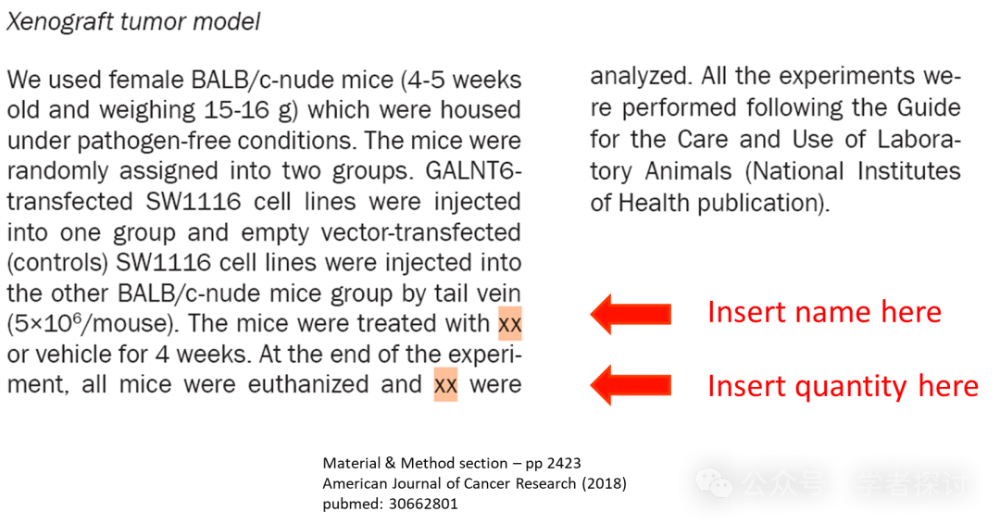 Xenograft tumor model
We used female BALB/c-nude mice (4-5 weeks
old and weighing 15-16 g) which were housed
under pathogen-free conditions. The mice were
randomly assigned into two groups. GALNT6-
transfected SW1116 cell lines were injected
into one group and empty vector-transfected
(controls) SW1116 cell lines were injected into
the other BALB/c-nude mice group by tail vein
(5×10⁶/mouse). The mice were treated with xx
or vehicle for 4 weeks. At the end of the experi-
ment, all mice were euthanized and xx were
analyzed. All the experiments we-
re performed following the Guide
for the Care and Use of Labora-
tory Animals (National Institutes
of Health publication).
Insert name here
Insert quantity here
Material & Method section – pp 2423
American Journal of Cancer Research (2018)
pubmed: 30662801
公众号 学者探讨